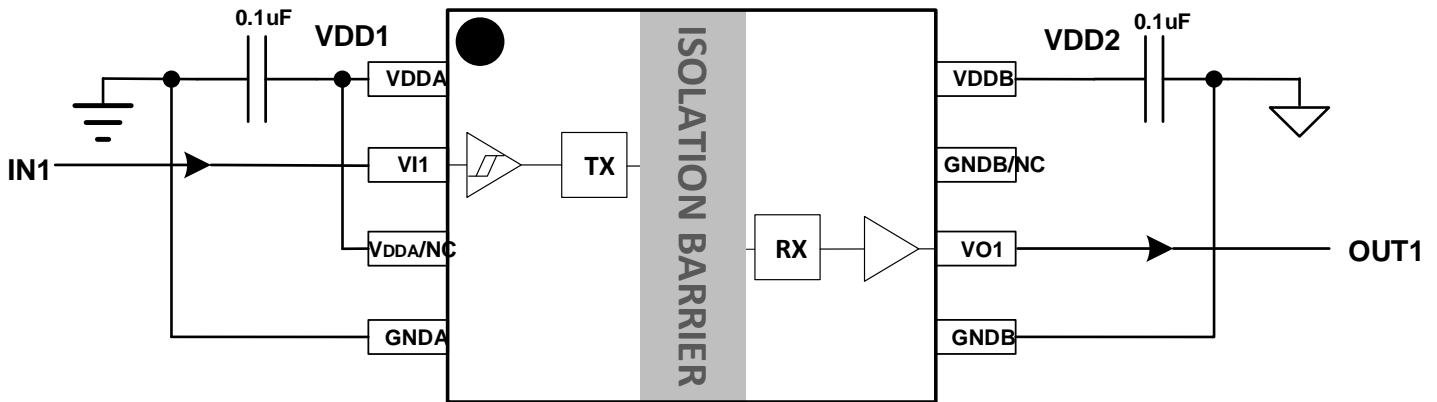 0.1uF
VDD1
VDDA
IN1
VI1
VDDA/NC
GNDA
TX
ISOLATION BARRIER
RX
0.1uF
VDD2
VDDB
GNDB/NC
VO1
OUT1
GNDB